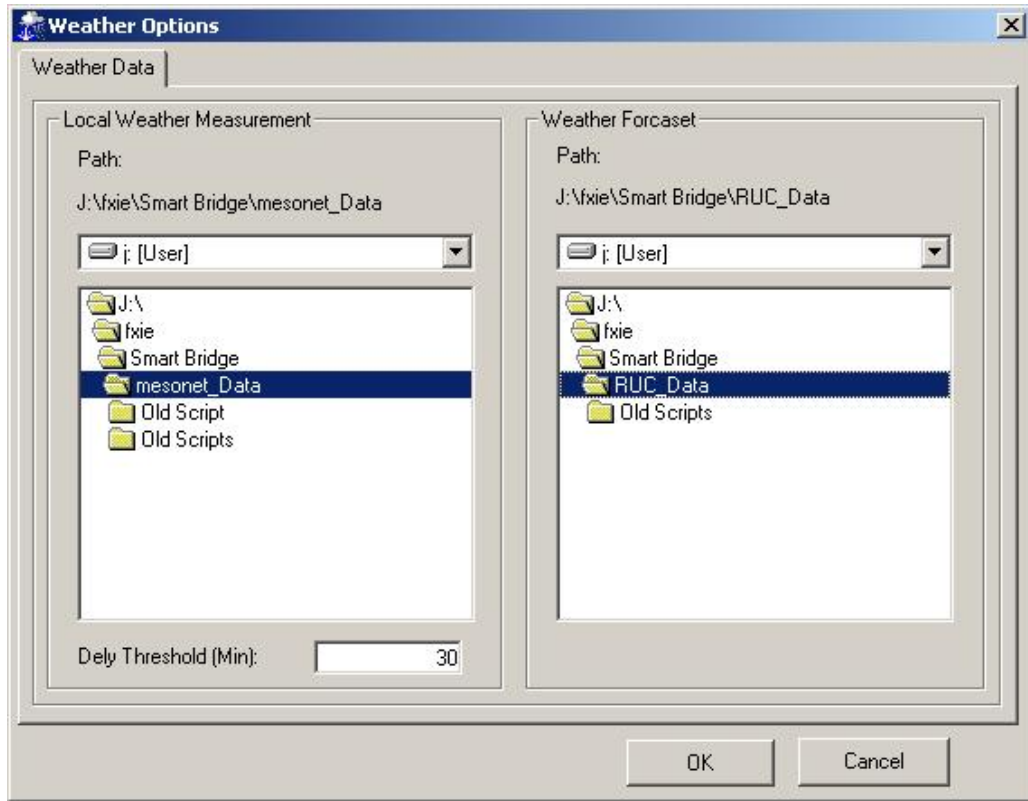 Weather Options
Weather Data
Local Weather Measurement
Path:
J:\fxie\Smart Bridge\mesonet_Data
j: [User]
J:\
fxie
Smart Bridge
mesonet_Data
Old Script
Old Scripts
Dely Threshold (Min):
30
Weather Forcaset
Path:
J:\fxie\Smart Bridge\RUC_Data
j: [User]
J:\
fxie
Smart Bridge
RUC_Data
Old Scripts
OK
Cancel